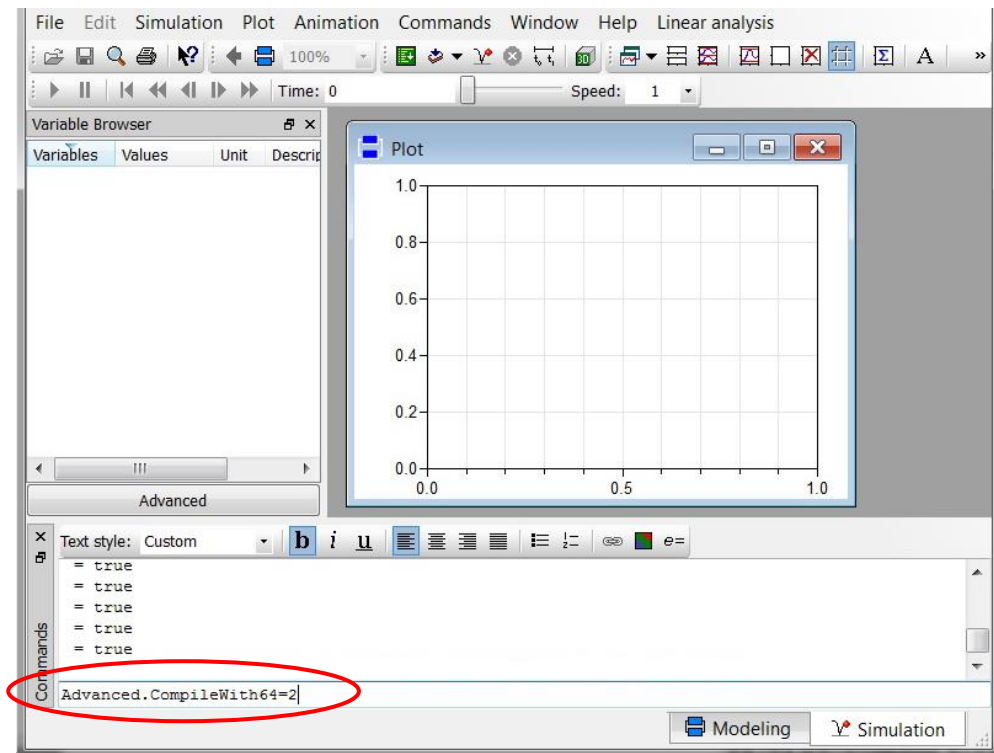 File Edit Simulation Plot Animation Commands Window Help Linear analysis
100% 3D Σ A »
Time: 0 Speed: 1
Variable Browser
Variables Values Unit Descrip
Plot
1.0
0.8
0.6
0.4
0.2
0.0
0.0 0.5 1.0
Advanced
Text style: Custom b i u e=
= true
= true
= true
= true
= true
Commands
Advanced.CompileWith64=2
Modeling Simulation